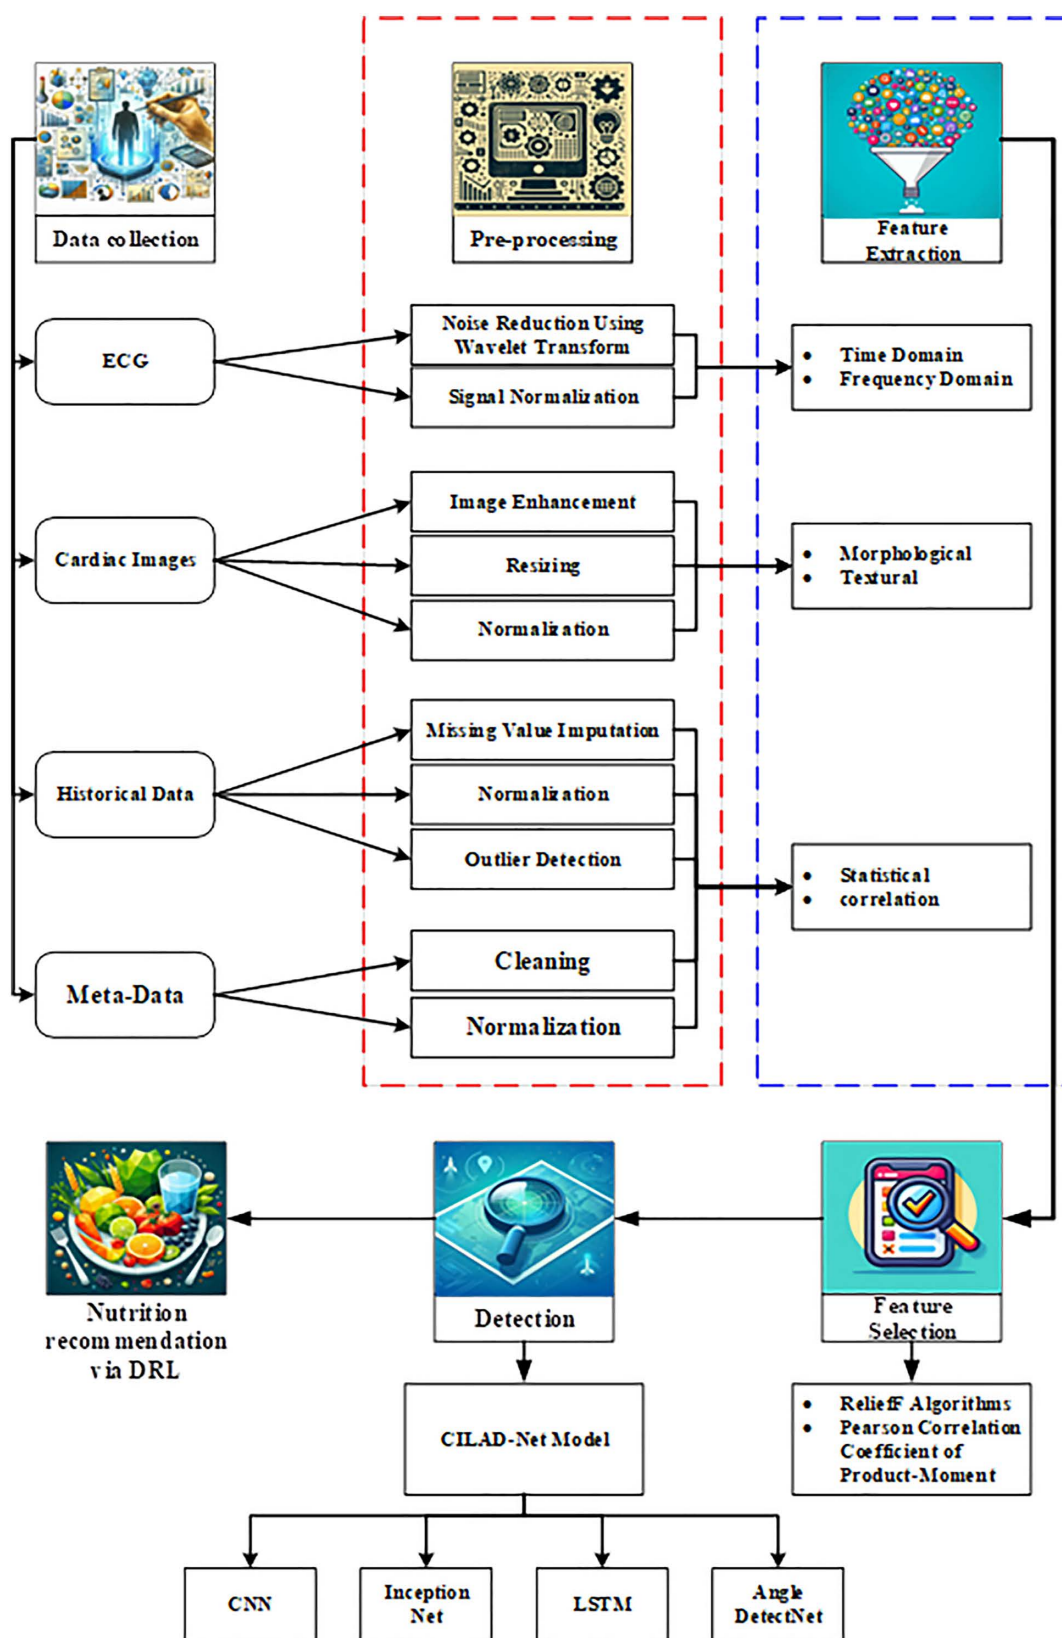 Data collection
Pre-processing
Feature
Extraction
ECG
Noise Reduction Using
Wavelet Transform
Signal Normalization
• Time Domain
• Frequency Domain
Cardiac Images
Image Enhancement
Resizing
Normalization
• Morphological
• Textural
Historical Data
Missing Value Imputation
Normalization
Outlier Detection
• Statistical
• correlation
Meta-Data
Cleaning
Normalization
Nutrition
recommendation
via DRL
Detection
Feature
Selection
CILAD-Net Model
• ReliefF Algorithms
• Pearson Correlation
Coefficient of
Product-Moment
CNN
Inception
Net
LSTM
Angle
DetectNet